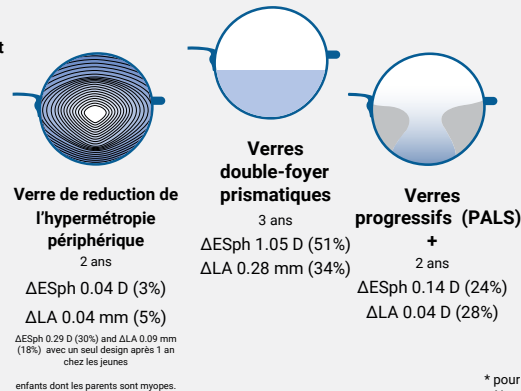 t
Verre de reduction de
l'hypermétropie
périphérique
2 ans
ΔESph 0.04 D (3%)
ΔLA 0.04 mm (5%)
ΔESph 0.29 D (30%) and ΔLA 0.09 mm
(18%) avec un seul design après 1 an
chez les jeunes
enfants dont les parents sont myopes.
Verres
double-foyer
prismatiques
3 ans
ΔESph 1.05 D (51%)
ΔLA 0.28 mm (34%)
Verres
progressifs (PALS)
+
2 ans
ΔESph 0.14 D (24%)
ΔLA 0.04 D (28%)
* pour